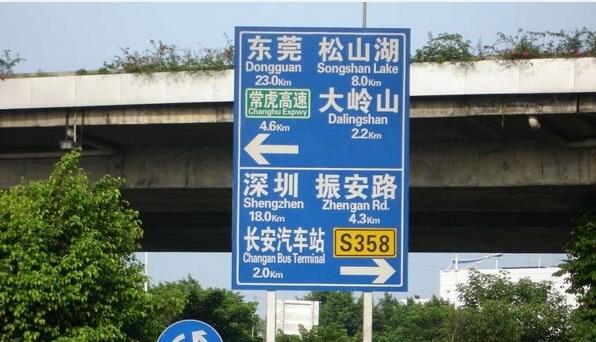 东莞 松山湖
Dongguan Songshan Lake
23.0Km 8.0Km
常虎高速 大岭山
Changhu Expwy Dalingshan
4.6Km 2.2Km
深圳 振安路
Shenzhen Zhengan Rd.
18.0Km 4.3Km
长安汽车站 S358
Changan Bus Terminal
2.0Km